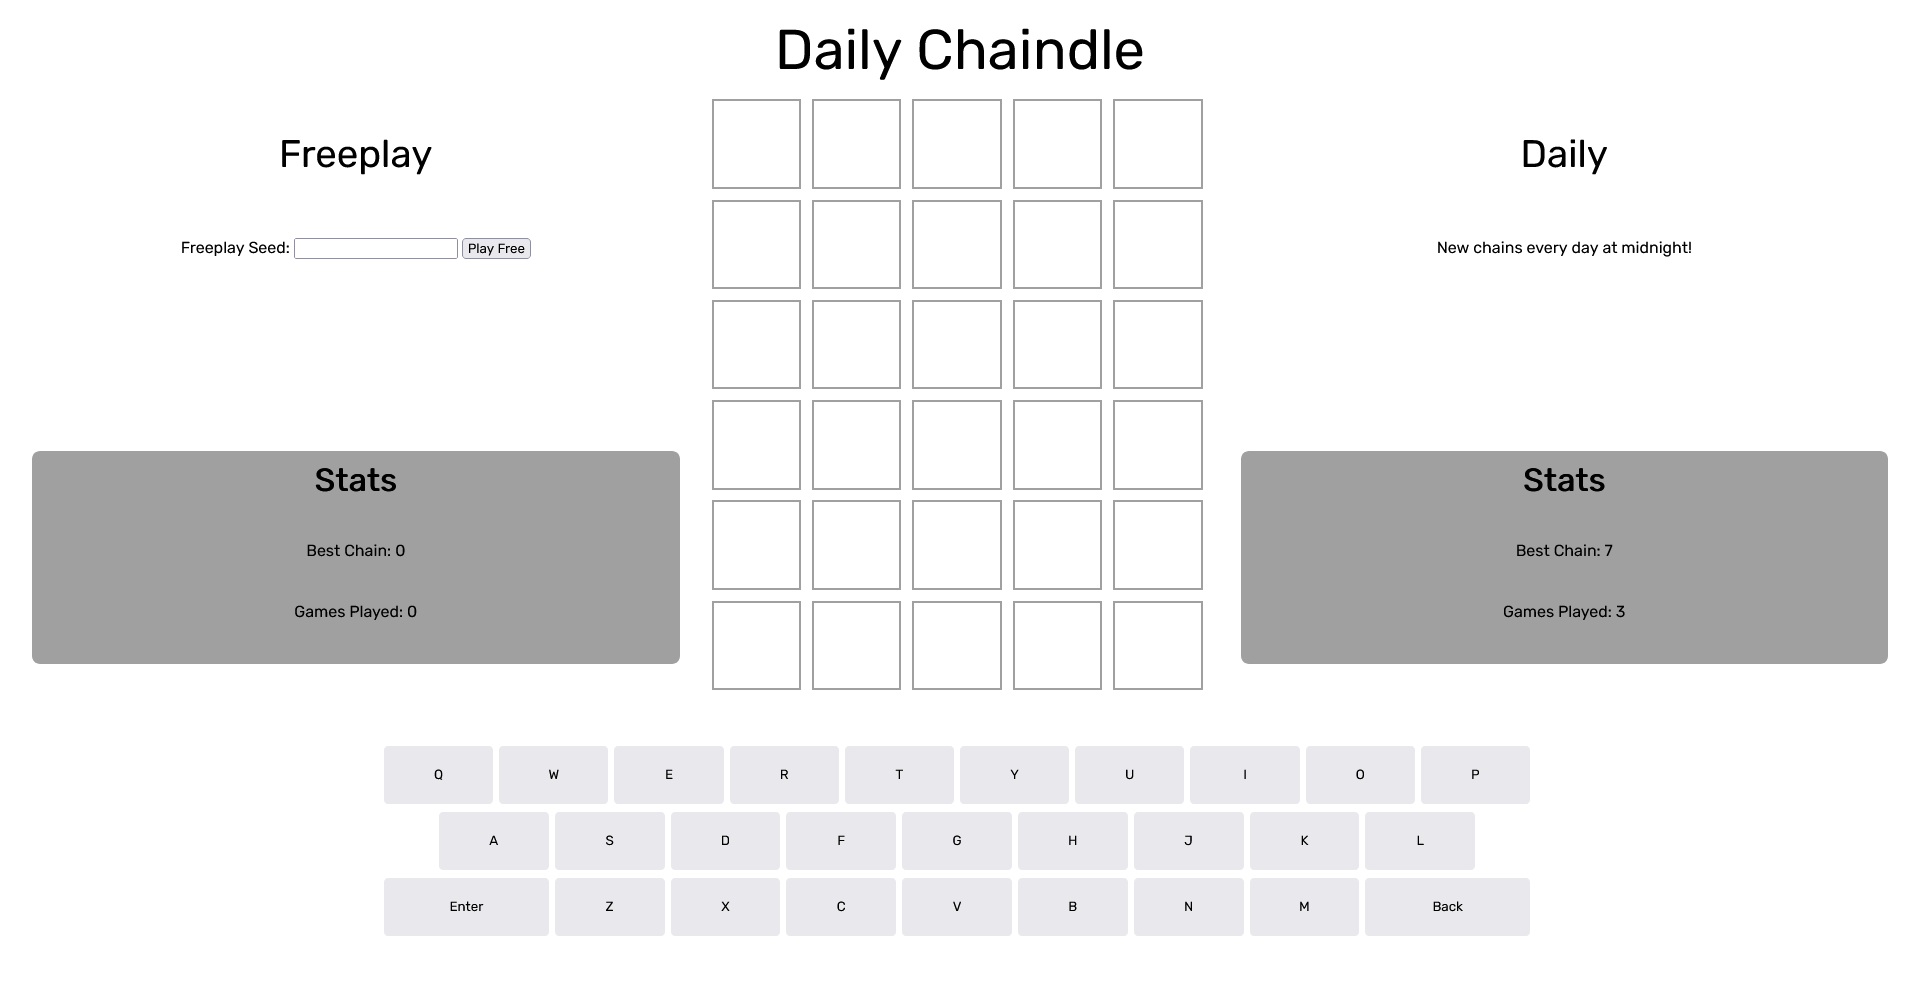 Daily Chaindle
Freeplay
Freeplay Seed: Play Free
Stats
Best Chain: 0
Games Played: 0
Daily
New chains every day at midnight!
Stats
Best Chain: 7
Games Played: 3
Q W E R T Y U I O P
A S D F G H J K L
Enter Z X C V B N M Back